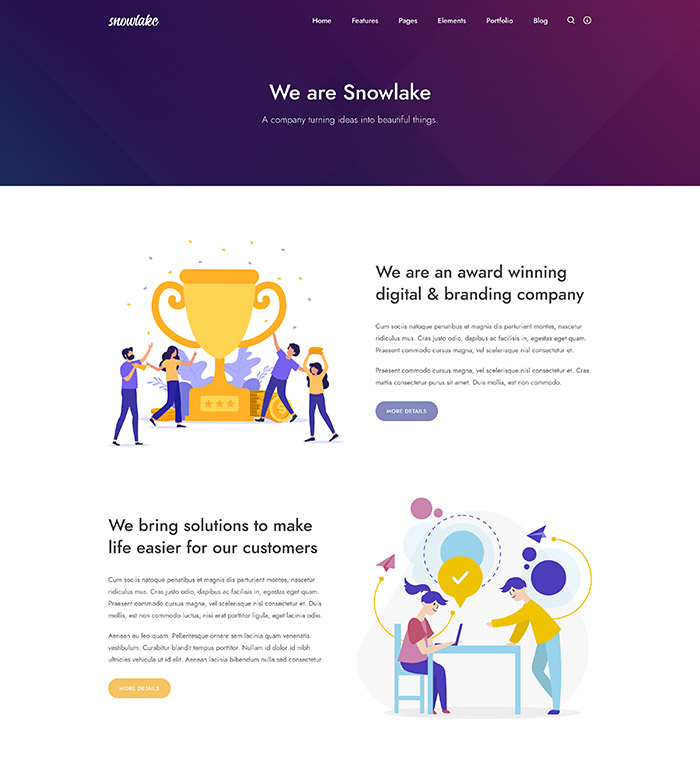 snowlake
Home Features Pages Elements Portfolio Blog
We are Snowlake
A company turning ideas into beautiful things.
We are an award winning
digital & branding company
Cum sociis natoque penatibus et magnis dis parturient montes, nascetur
ridiculus mus. Cras justo odio, dapibus ac facilisis in, egestas eget quam.
Praesent commodo cursus magna, vel scelerisque nisl consectetur et.
Praesent commodo cursus magna, vel scelerisque nisl consectetur et. Cras
mattis consectetur purus sit amet. Duis mollis, est non commodo.
MORE DETAILS
We bring solutions to make
life easier for our customers
Cum sociis natoque penatibus et magnis dis parturient montes, nascetur
ridiculus mus. Cras justo odio, dapibus ac facilisis in, egestas eget quam.
Praesent commodo cursus magna, vel scelerisque nisl consectetur et. Duis
mollis, est non commodo luctus, nisi erat porttitor ligula, eget lacinia odio.
Aenean eu leo quam. Pellentesque ornare sem lacinia quam venenatis
vestibulum. Curabitur blandit tempus porttitor. Nullam id dolor id nibh
ultricies vehicula ut id elit. Aenean lacinia bibendum nulla sed consectetur.
MORE DETAILS